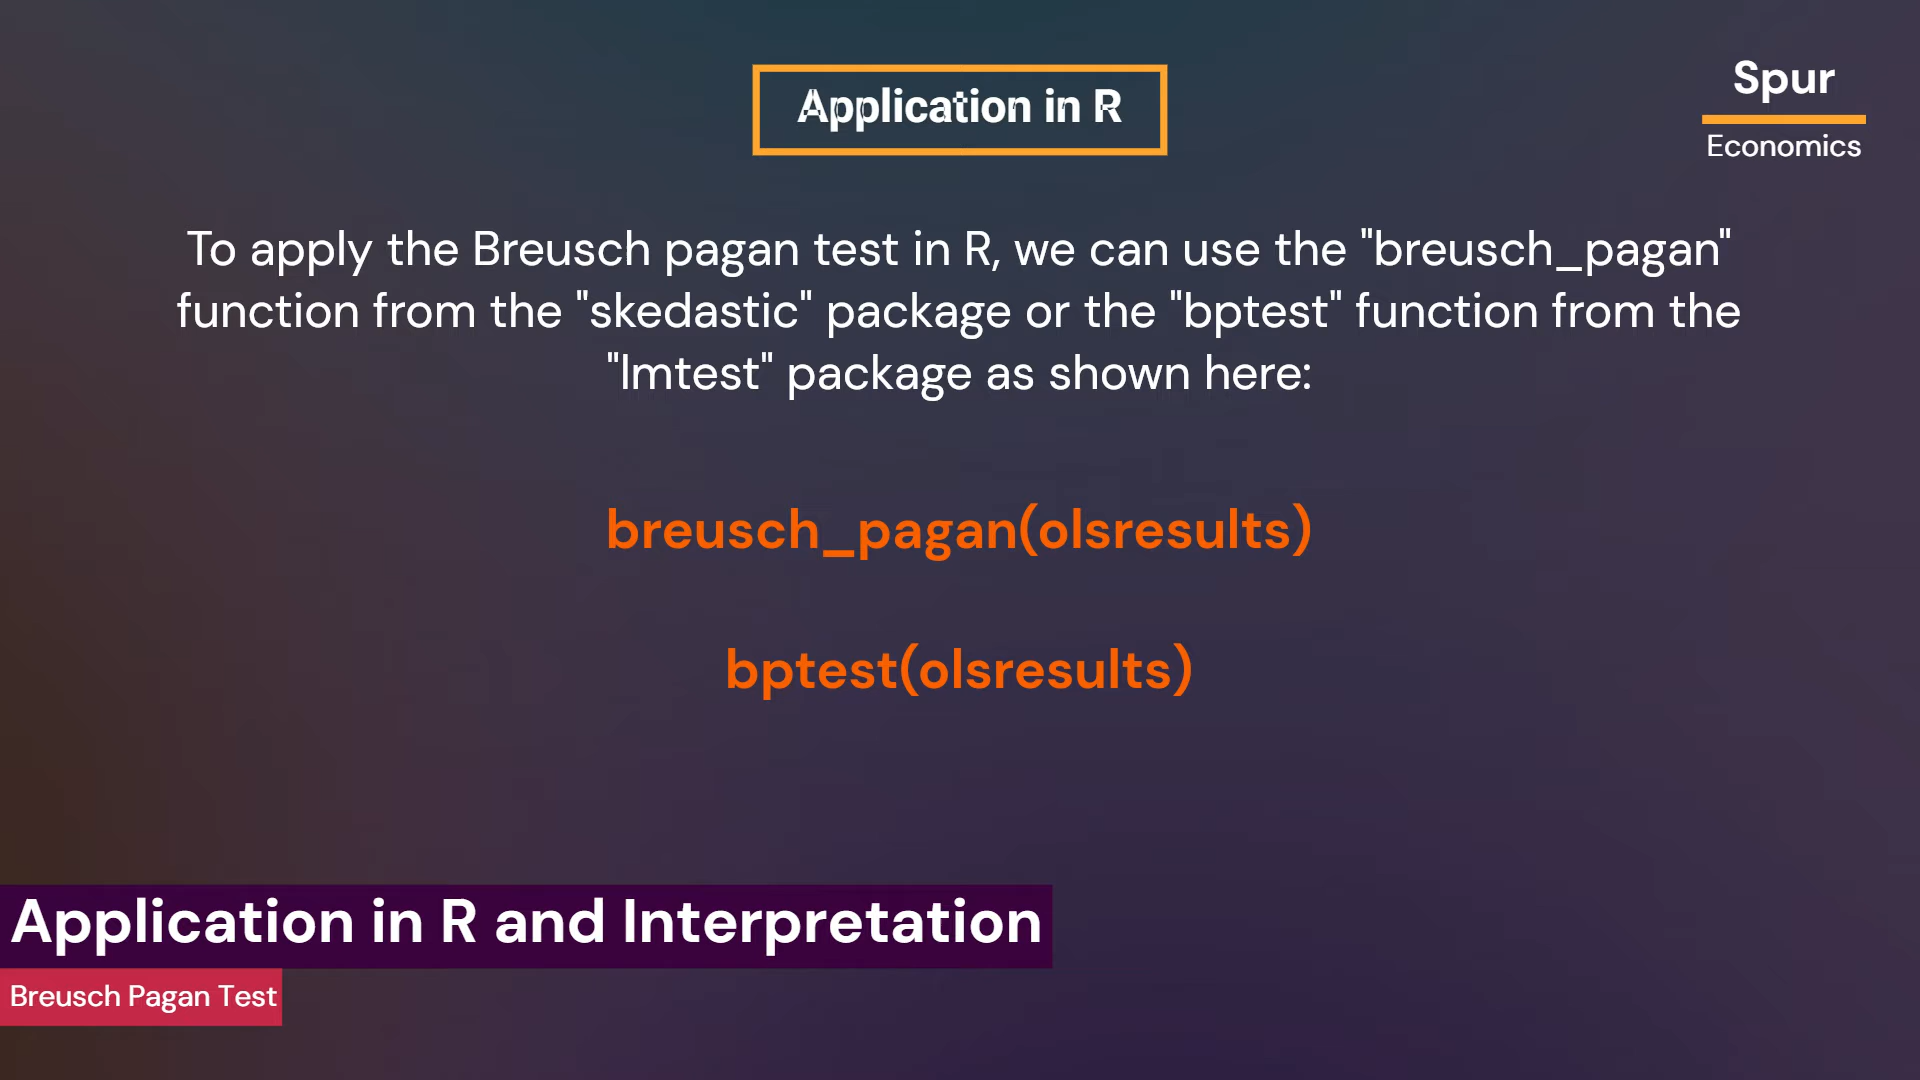 Application in R
Spur
Economics
To apply the Breusch pagan test in R, we can use the "breusch_pagan"
function from the "skedastic" package or the "bptest" function from the
"lmtest" package as shown here:
breusch_pagan(olsresults)
bptest(olsresults)
Application in R and Interpretation
Breusch Pagan Test